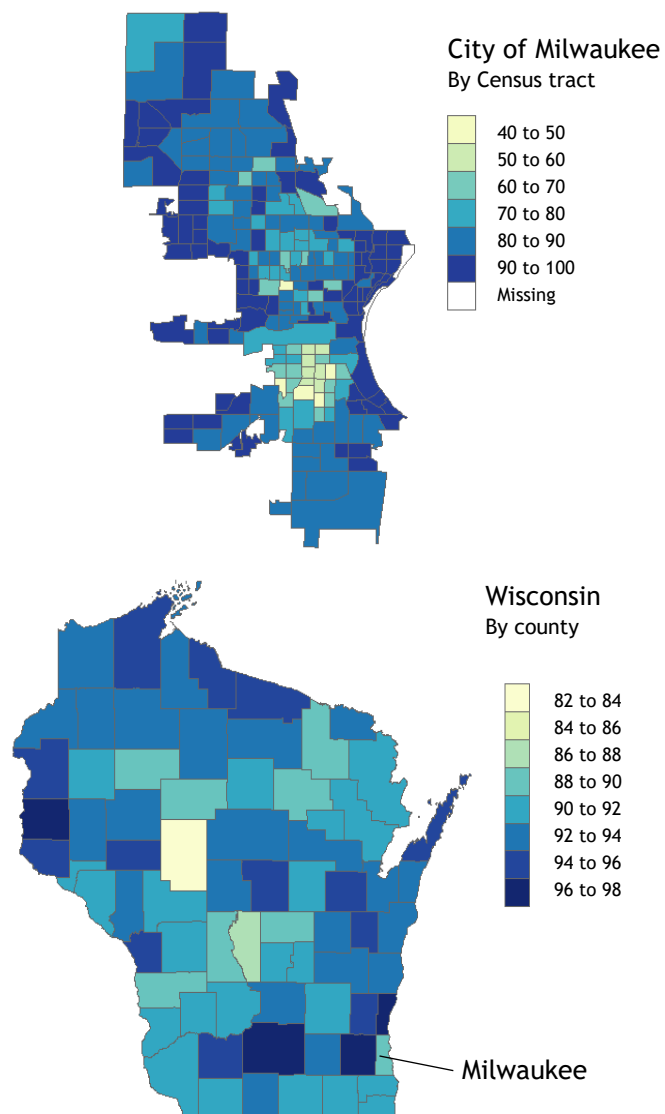 City of Milwaukee
By Census tract
40 to 50
50 to 60
60 to 70
70 to 80
80 to 90
90 to 100
Missing
Wisconsin
By county
82 to 84
84 to 86
86 to 88
88 to 90
90 to 92
92 to 94
94 to 96
96 to 98
Milwaukee